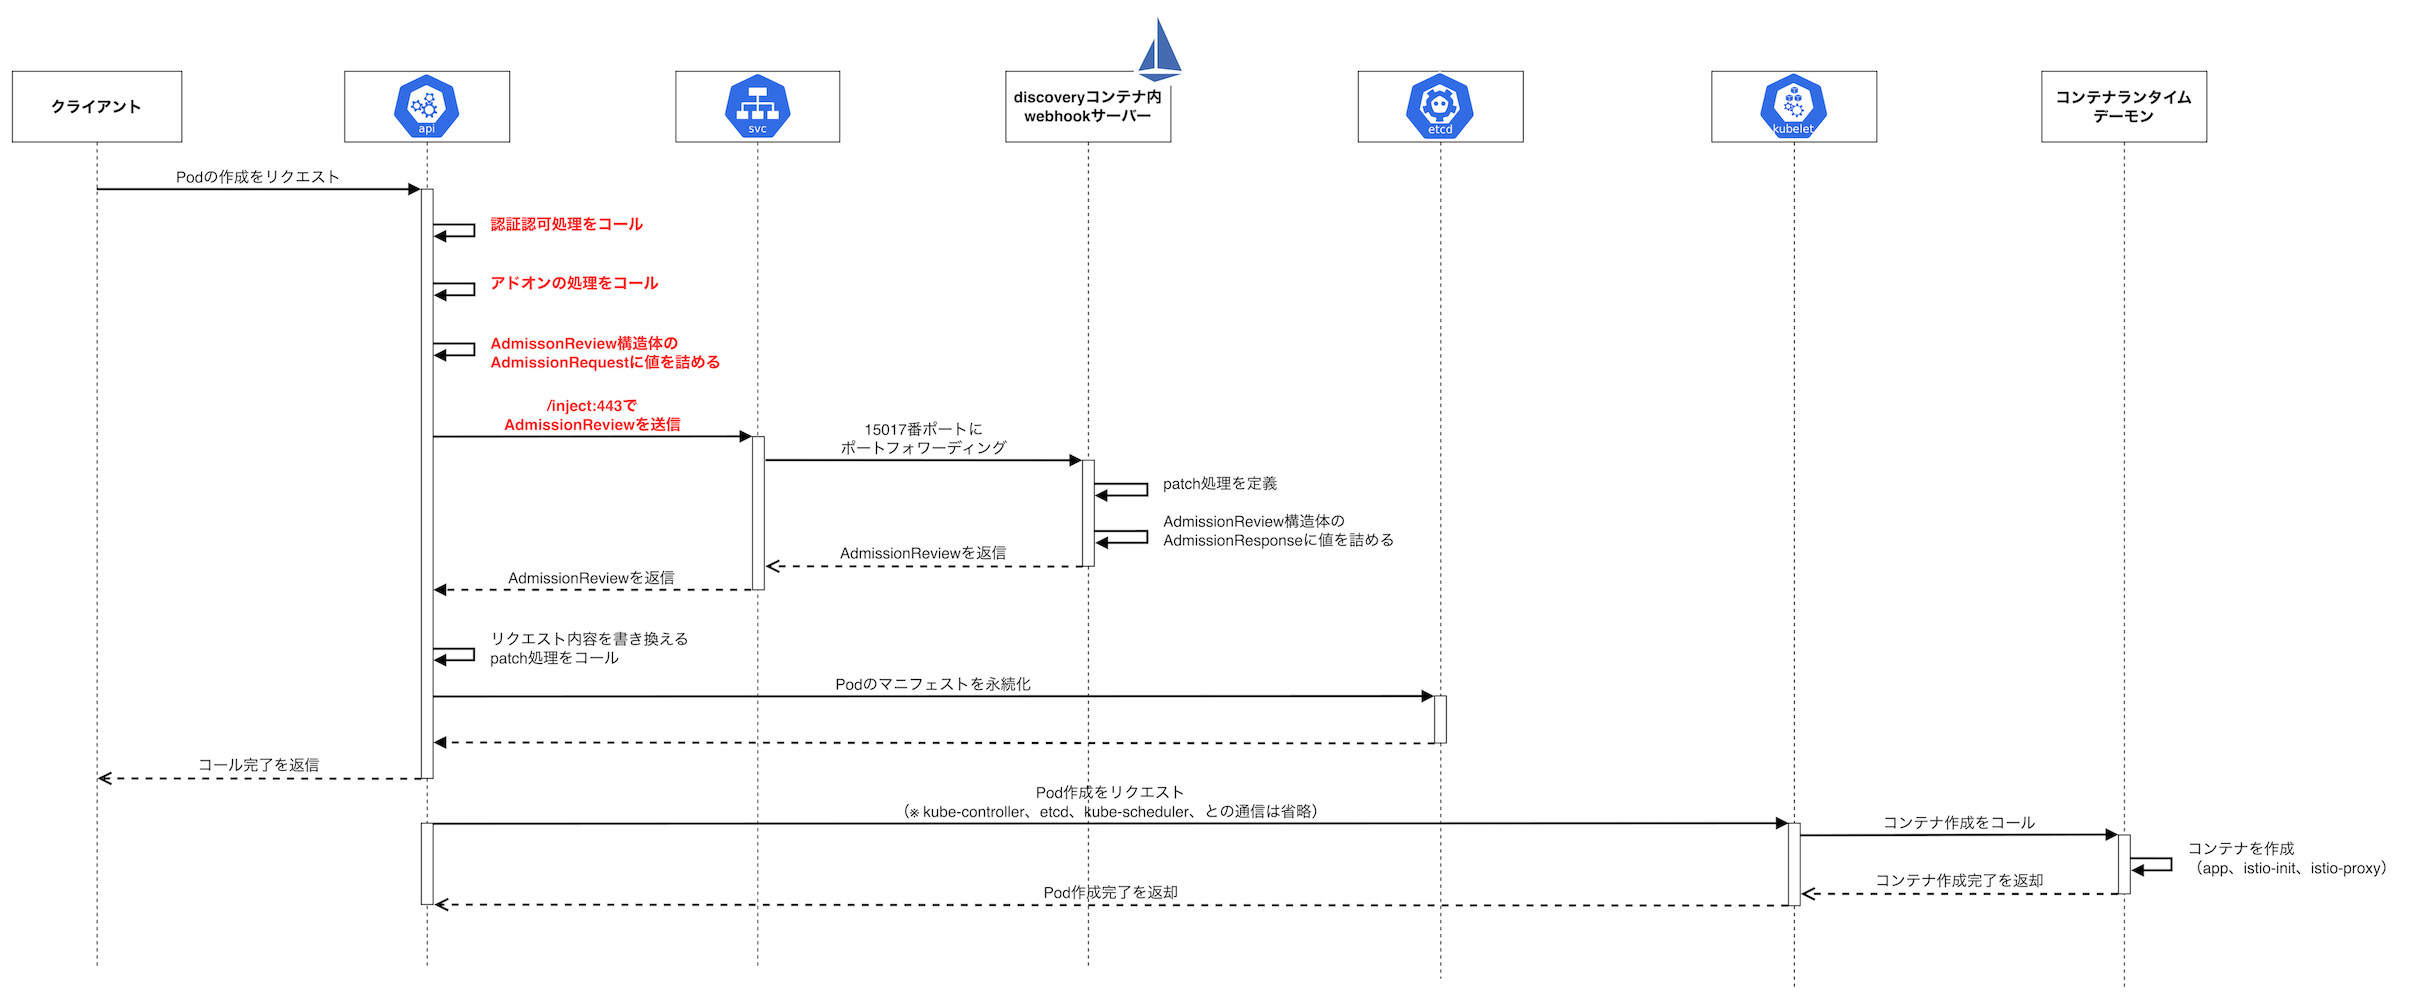 クライアント
api
svc
discoveryコンテナ内
webhookサーバー
etcd
kubelet
コンテナランタイム
デーモン
Podの作成をリクエスト
認証認可処理をコール
アドオンの処理をコール
AdmissonReview構造体の
AdmissionRequestに値を詰める
/inject:443で
AdmissionReviewを送信
15017番ポートに
ポートフォワーディング
patch処理を定義
AdmissionReview構造体の
AdmissionResponseに値を詰める
AdmissionReviewを返信
AdmissionReviewを返信
リクエスト内容を書き換える
patch処理をコール
Podのマニフェストを永続化
コール完了を返信
Pod作成をリクエスト
（※ kube-controller、etcd、kube-scheduler、との通信は省略）
コンテナ作成をコール
コンテナを作成
（app、istio-init、istio-proxy）
コンテナ作成完了を返却
Pod作成完了を返却